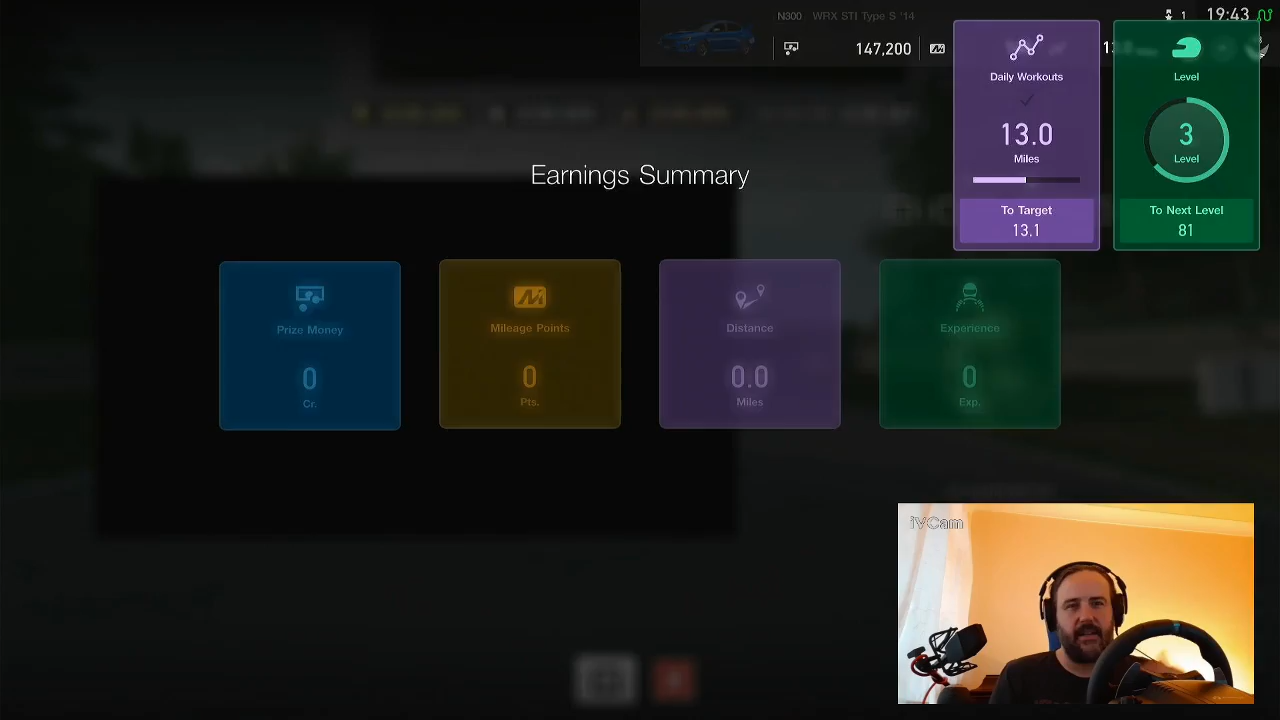 N300 WRX STI Type S '14
147,200
1
19:43
Daily Workouts
13.0
Miles
To Target
13.1
Level
3
Level
To Next Level
81
Earnings Summary
Prize Money
0
Cr.
Mileage Points
0
Pts.
Distance
0.0
Miles
Experience
0
Exp.
iVCam